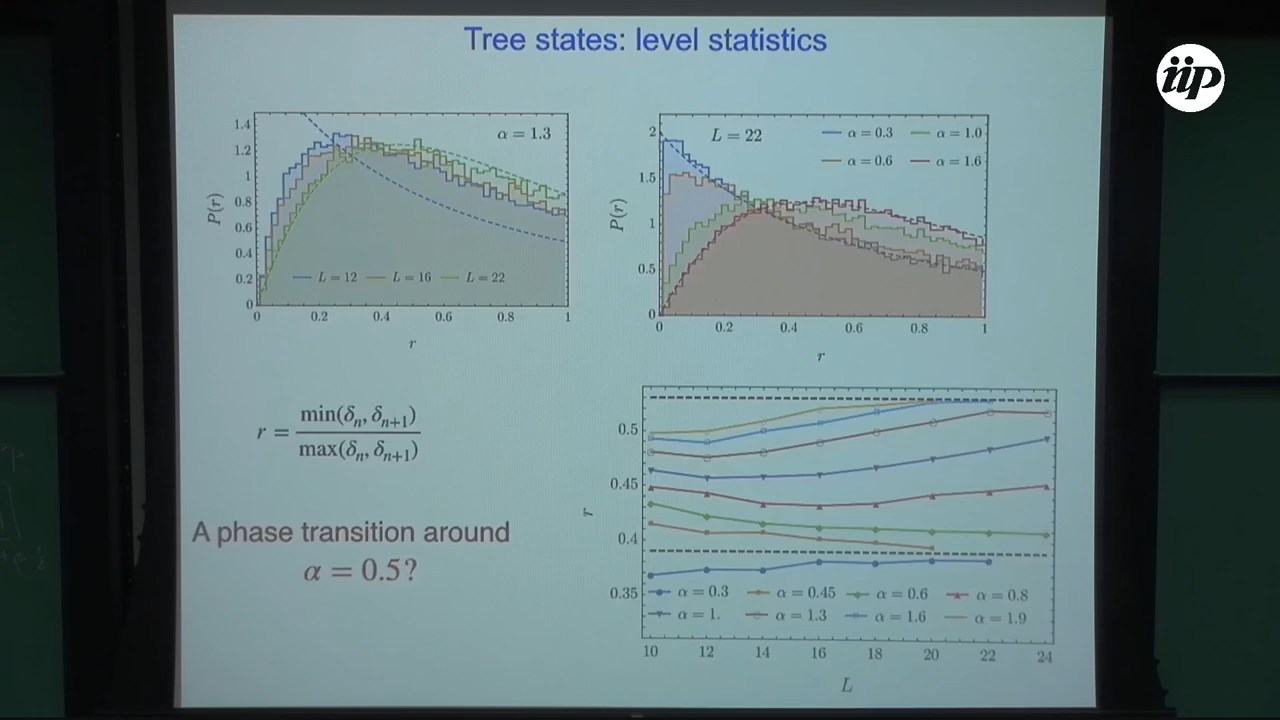 Tree states: level statistics
iip
α = 1.3
P(r)
1.4
1.2
1
0.8
0.6
0.4
0.2
0
L = 12 L = 16 L = 22
0 0.2 0.4 0.6 0.8 1
r
L = 22
α = 0.3 α = 1.0
α = 0.6 α = 1.6
P(r)
2
1.5
1
0.5
0
0 0.2 0.4 0.6 0.8 1
r
r = min(δn, δn+1)
max(δn, δn+1)
A phase transition around
α = 0.5?
r
0.5
0.45
0.4
0.35
α = 0.3 α = 0.45 α = 0.6 α = 0.8
α = 1. α = 1.3 α = 1.6 α = 1.9
10 12 14 16 18 20 22 24
L